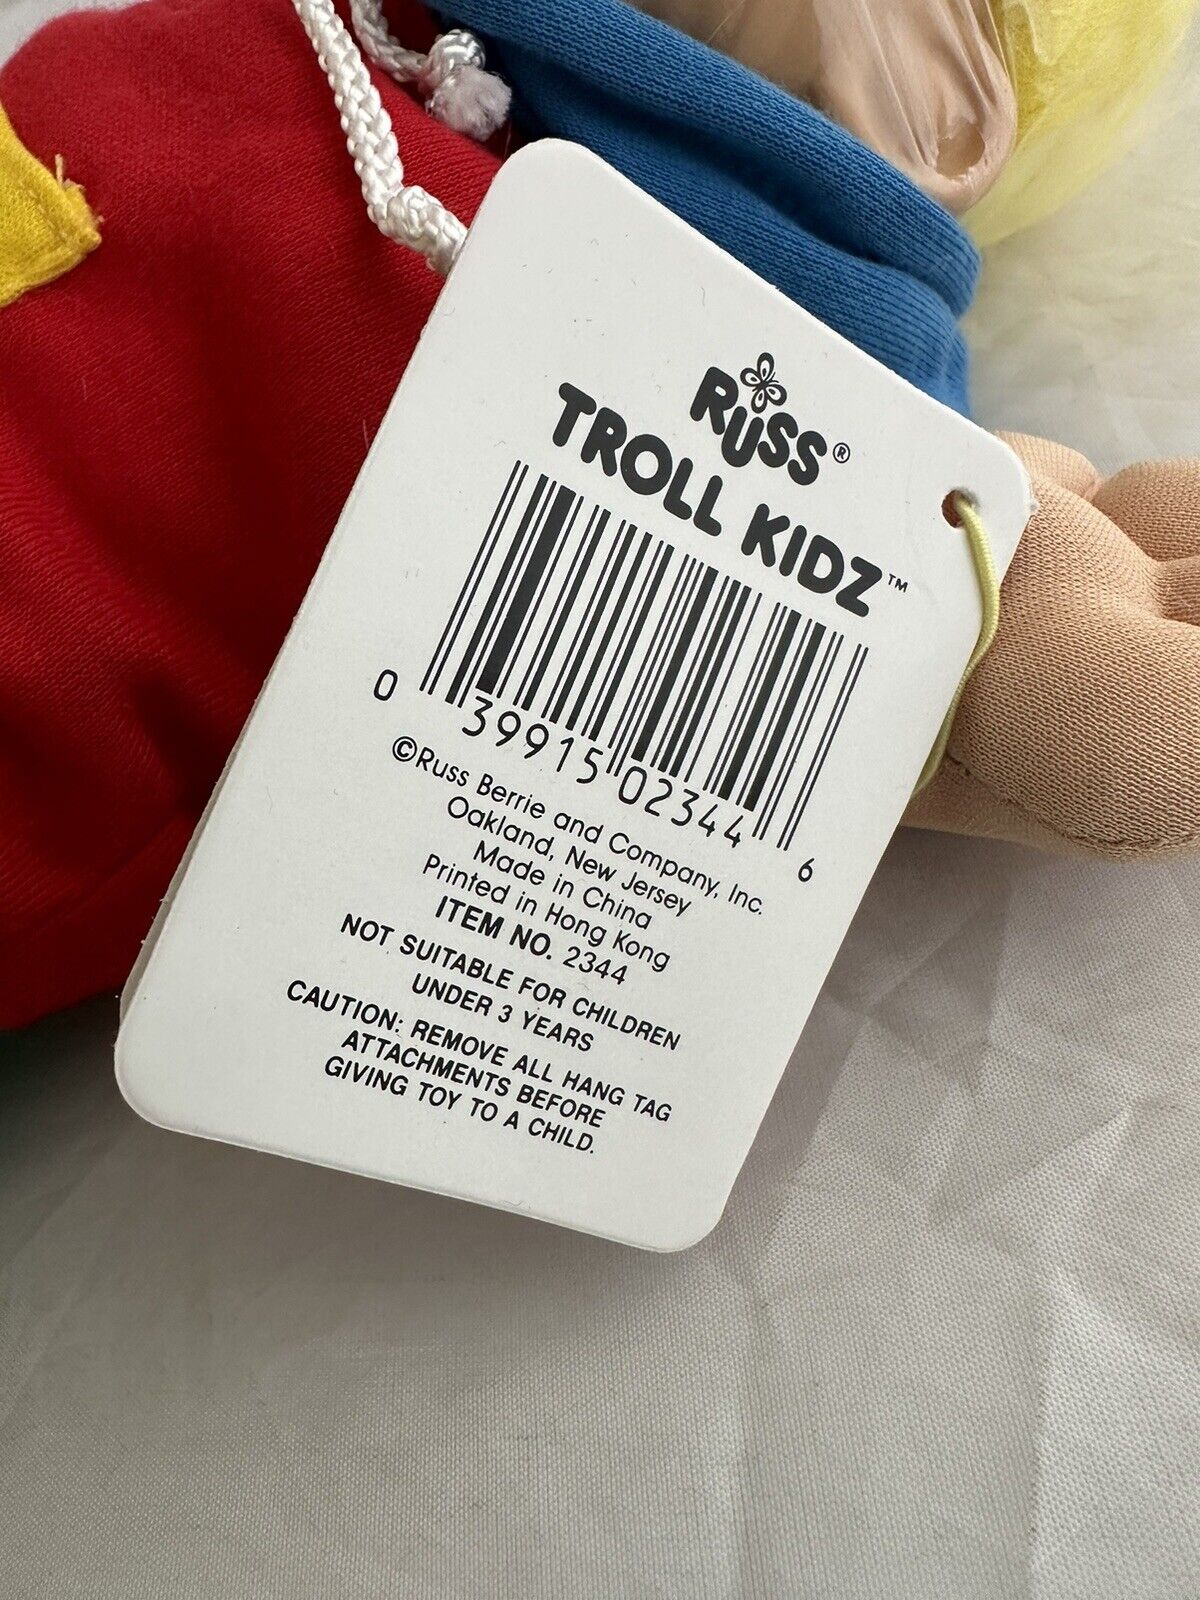 RUSS®
TROLL KIDZ™
0 39915 02344 6
©Russ Berrie and Company, Inc.
Oakland, New Jersey
Made in China
Printed in Hong Kong
ITEM NO. 2344
NOT SUITABLE FOR CHILDREN
UNDER 3 YEARS
CAUTION: REMOVE ALL HANG TAG
ATTACHMENTS BEFORE
GIVING TOY TO A CHILD.